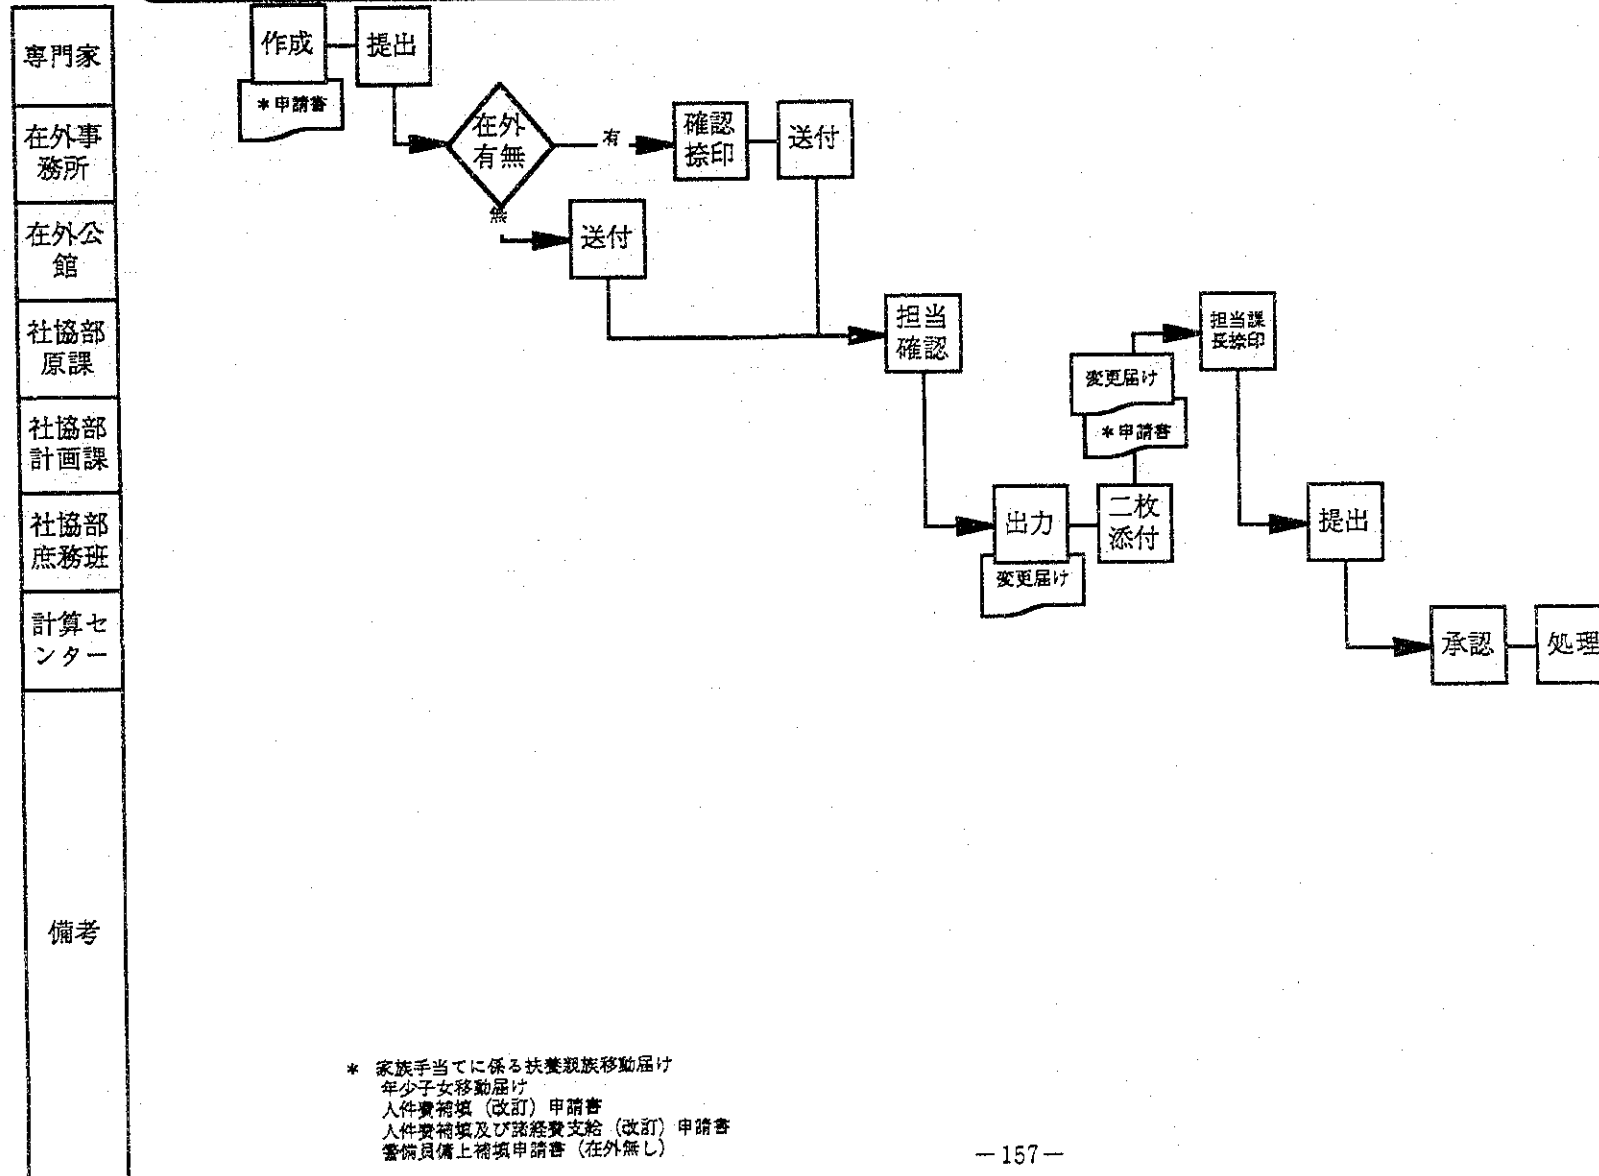 専門家
在外事
務所
在外公
館
社協部
原課
社協部
計画課
社協部
庶務班
計算セ
ンター
備考
作成
提出
*申請書
在外
有無
有
確認
捺印
送付
無
送付
担当
確認
担当課
長捺印
変更届け
*申請書
出力
二枚
添付
変更届け
提出
承認
処理
* 家族手当てに係る扶養親族移動届け
年少子女移動届け
人件費補填（改訂）申請書
人件費補填及び諸経費支給（改訂）申請書
警備員傭上補填申請書（在外無し）
—157—